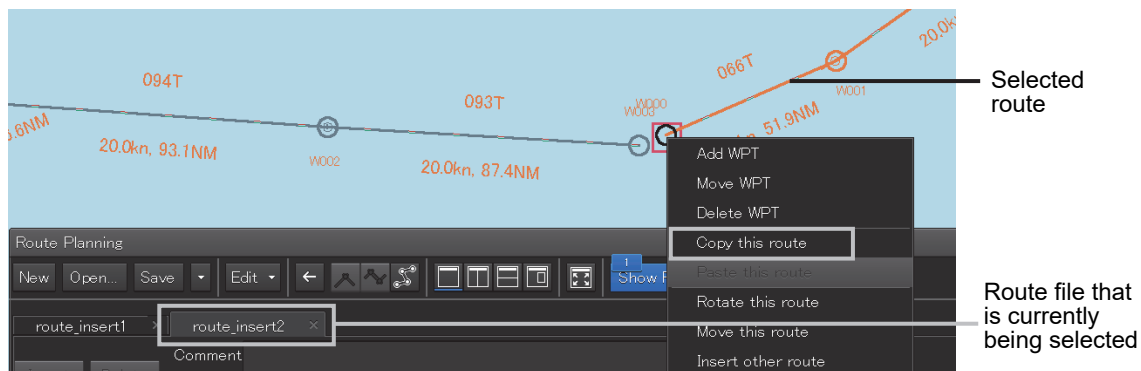 094T
093T
066T
20.0kn
W003
W000
W001
.6NM
51.9NM
20.0kn, 93.1NM
W002
20.0kn, 87.4NM
Selected
route
Add WPT
Move WPT
Delete WPT
Copy this route
Paste this route
Rotate this route
Move this route
Insert other route
Route Planning
New Open... Save Edit
1
Show
route_insert1 ×
route_insert2 ×
Comment
Route file that
is currently
being selected